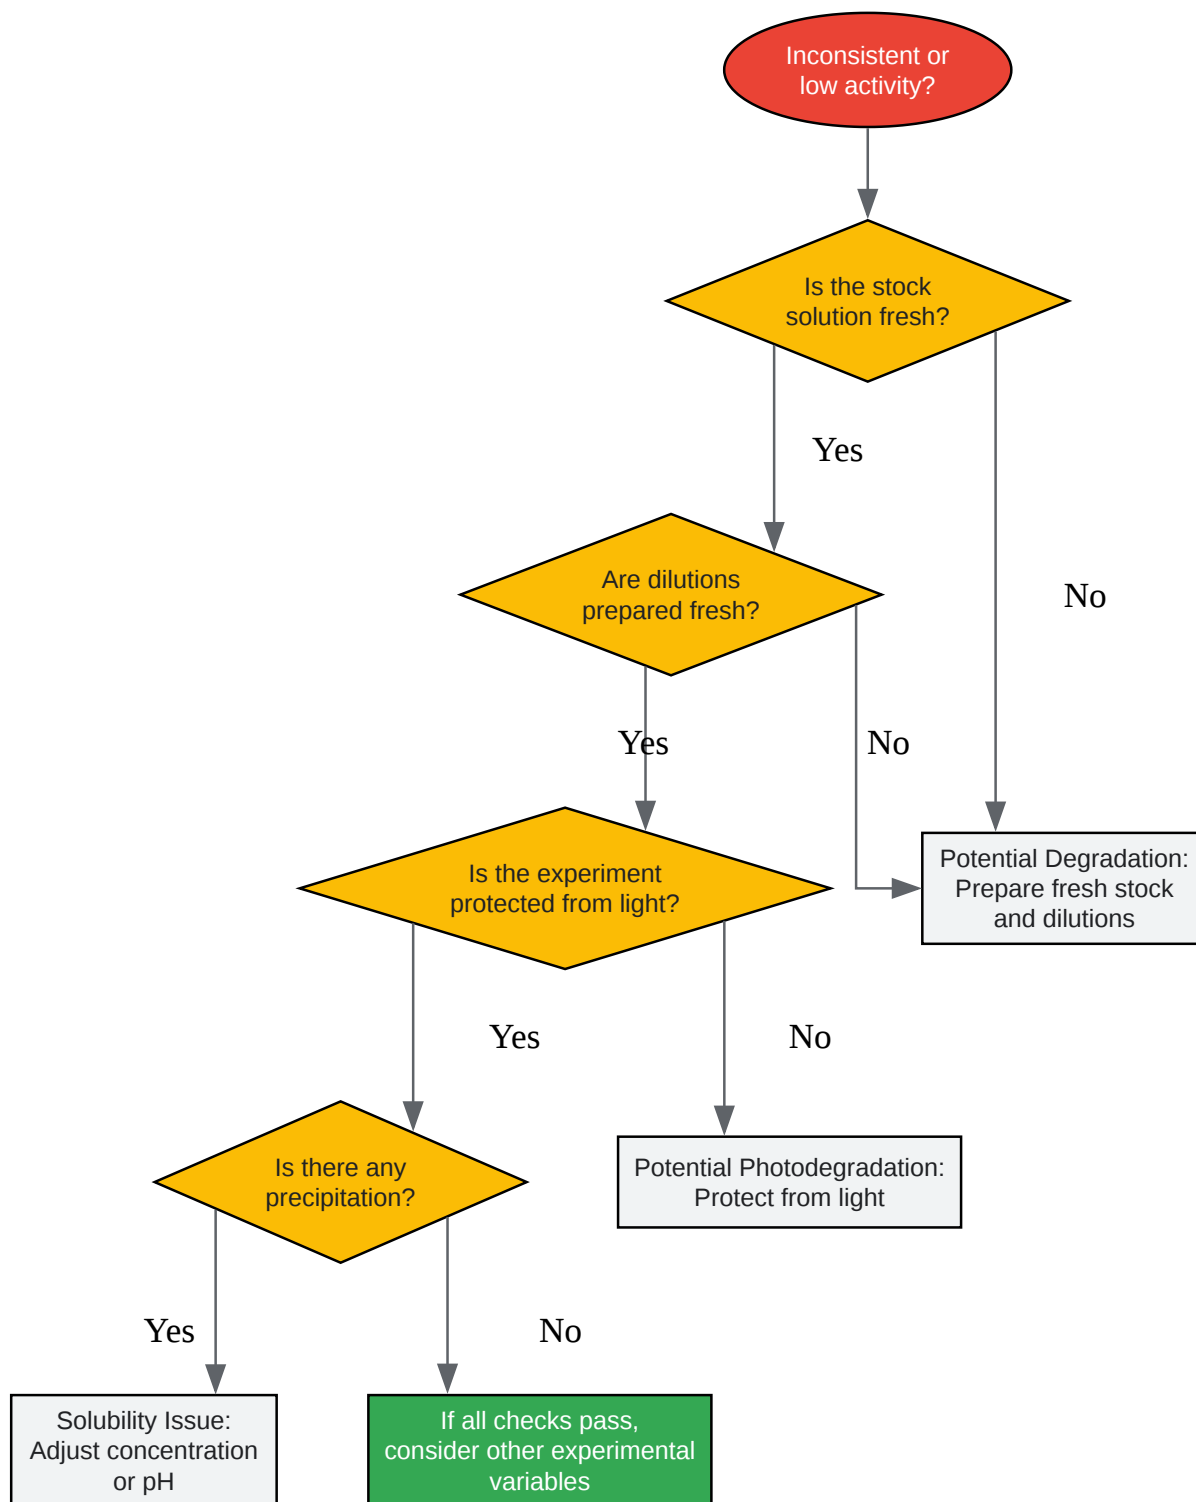 Inconsistent or
low activity?
Is the stock
solution fresh?
Yes
No
Are dilutions
prepared fresh?
Yes
No
Potential Degradation:
Prepare fresh stock
and dilutions
Is the experiment
protected from light?
Yes
No
Potential Photodegradation:
Protect from light
Is there any
precipitation?
Yes
No
Solubility Issue:
Adjust concentration
or pH
If all checks pass,
consider other experimental
variables